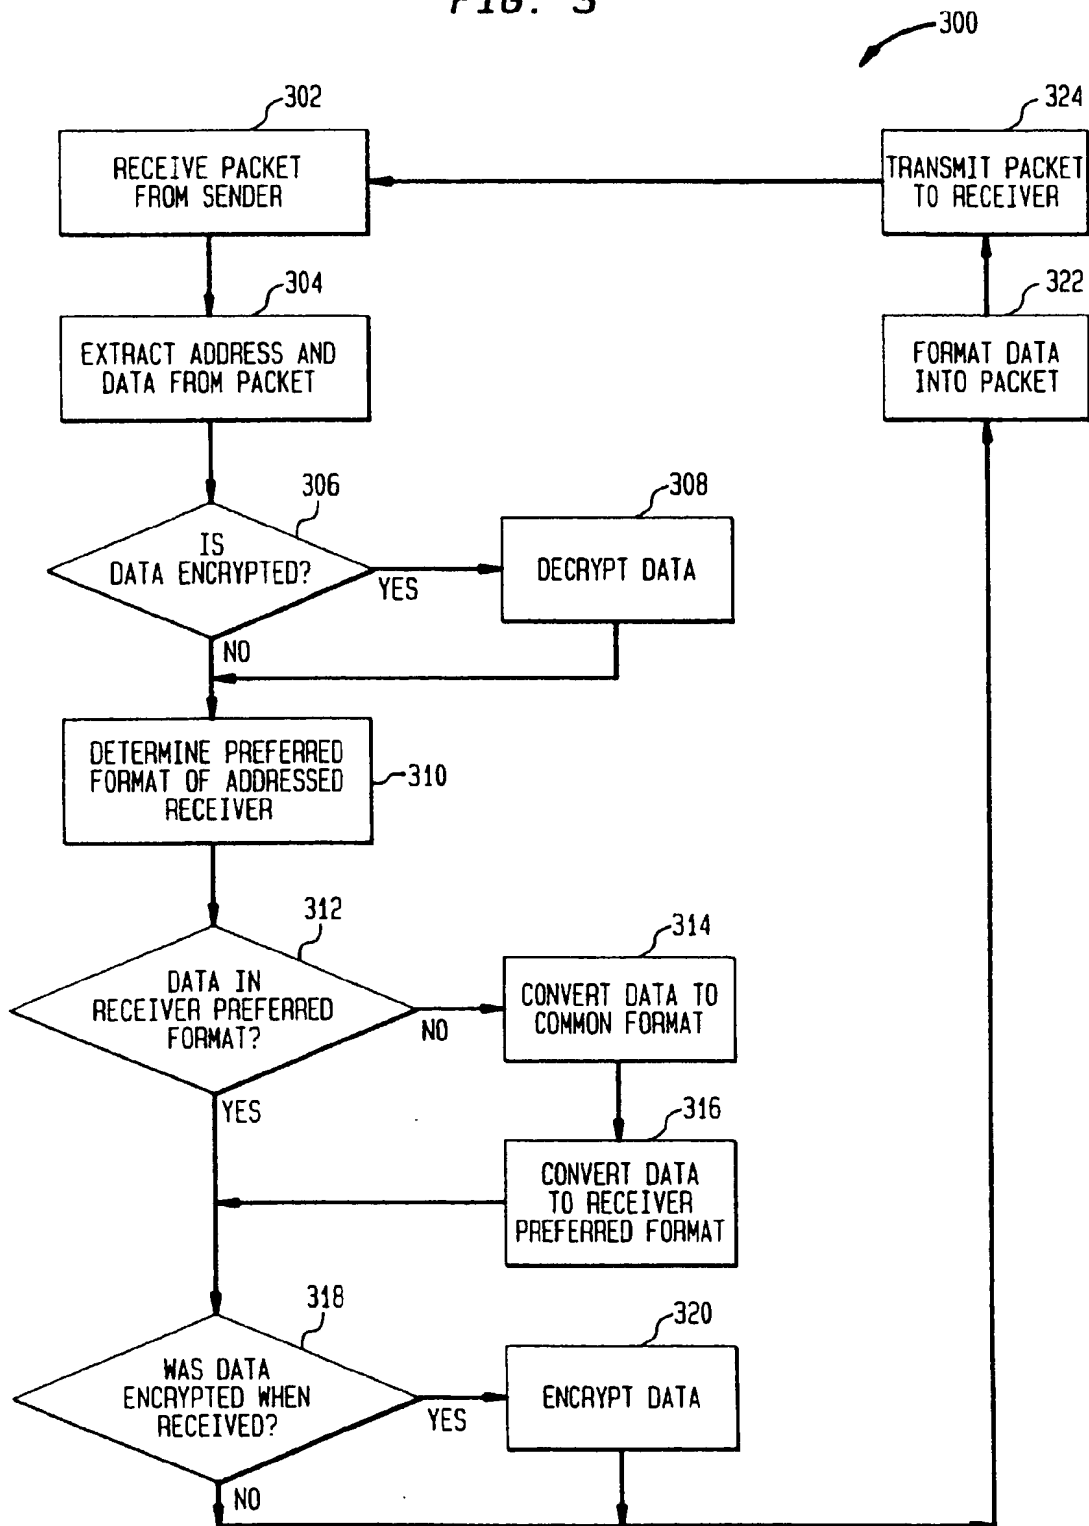 FIG. 3
300
302
RECEIVE PACKET
FROM SENDER
324
TRANSMIT PACKET
TO RECEIVER
304
EXTRACT ADDRESS AND
DATA FROM PACKET
322
FORMAT DATA
INTO PACKET
306
IS
DATA ENCRYPTED?
YES
NO
308
DECRYPT DATA
DETERMINE PREFERRED
FORMAT OF ADDRESSED
RECEIVER
310
312
DATA IN
RECEIVER PREFERRED
FORMAT?
NO
YES
314
CONVERT DATA TO
COMMON FORMAT
316
CONVERT DATA
TO RECEIVER
PREFERRED FORMAT
318
WAS DATA
ENCRYPTED WHEN
RECEIVED?
YES
NO
320
ENCRYPT DATA